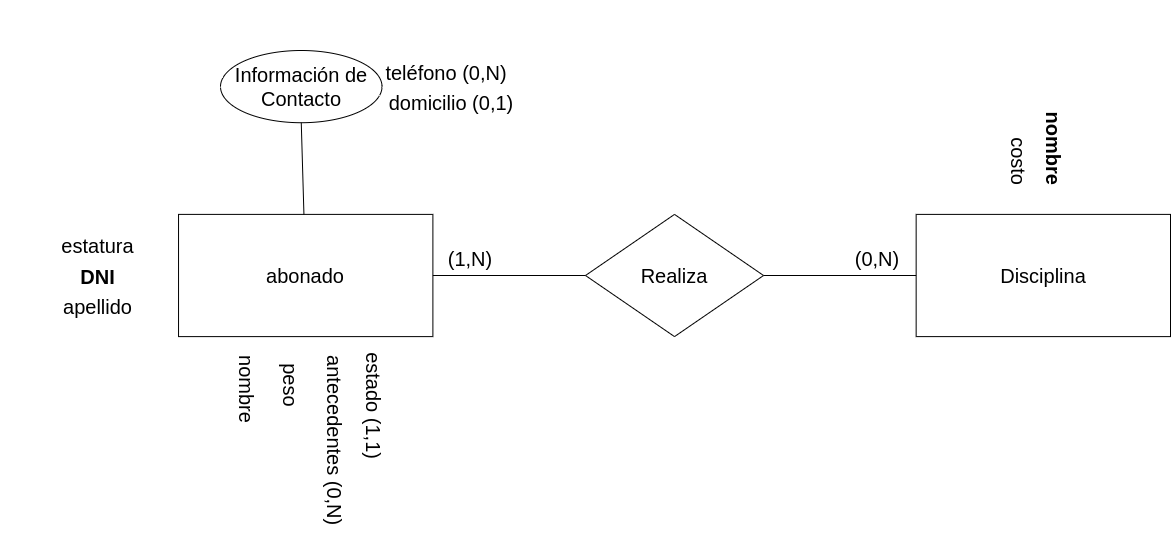 Información de
Contacto
teléfono (0,N)
domicilio (0,1)
nombre
costo
estatura
DNI
apellido
abonado
(1,N)
Realiza
(0,N)
Disciplina
nombre
peso
antecedentes (0,N)
estado (1,1)